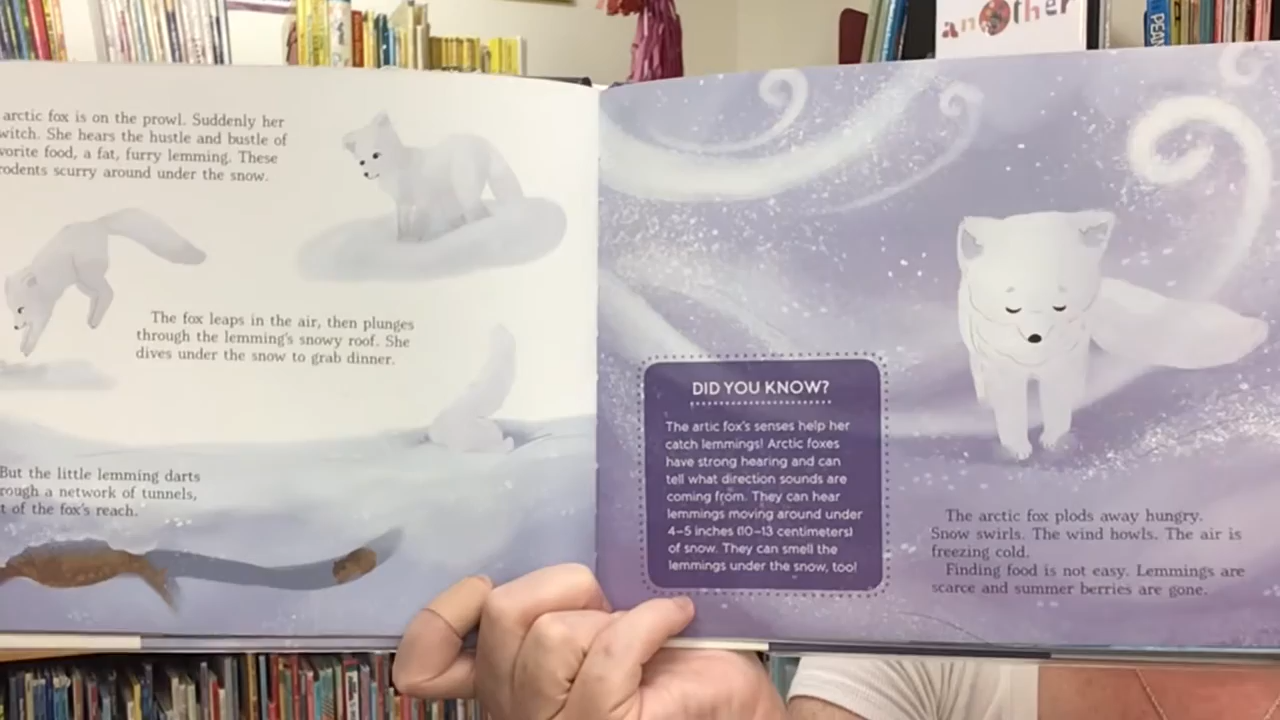 arctic fox is on the prowl. Suddenly her
witch. She hears the hustle and bustle of
vorite food, a fat, furry lemming. These
rodents scurry around under the snow.
The fox leaps in the air, then plunges
through the lemming's snowy roof. She
dives under the snow to grab dinner.
But the little lemming darts
rough a network of tunnels,
t of the fox's reach.
another
PEAN
DID YOU KNOW?
The artic fox's senses help her
catch lemmings! Arctic foxes
have strong hearing and can
tell what direction sounds are
coming from. They can hear
lemmings moving around under
4–5 inches (10–13 centimeters)
of snow. They can smell the
lemmings under the snow, too!
The arctic fox plods away hungry.
Snow swirls. The wind howls. The air is
freezing cold.
Finding food is not easy. Lemmings are
scarce and summer berries are gone.